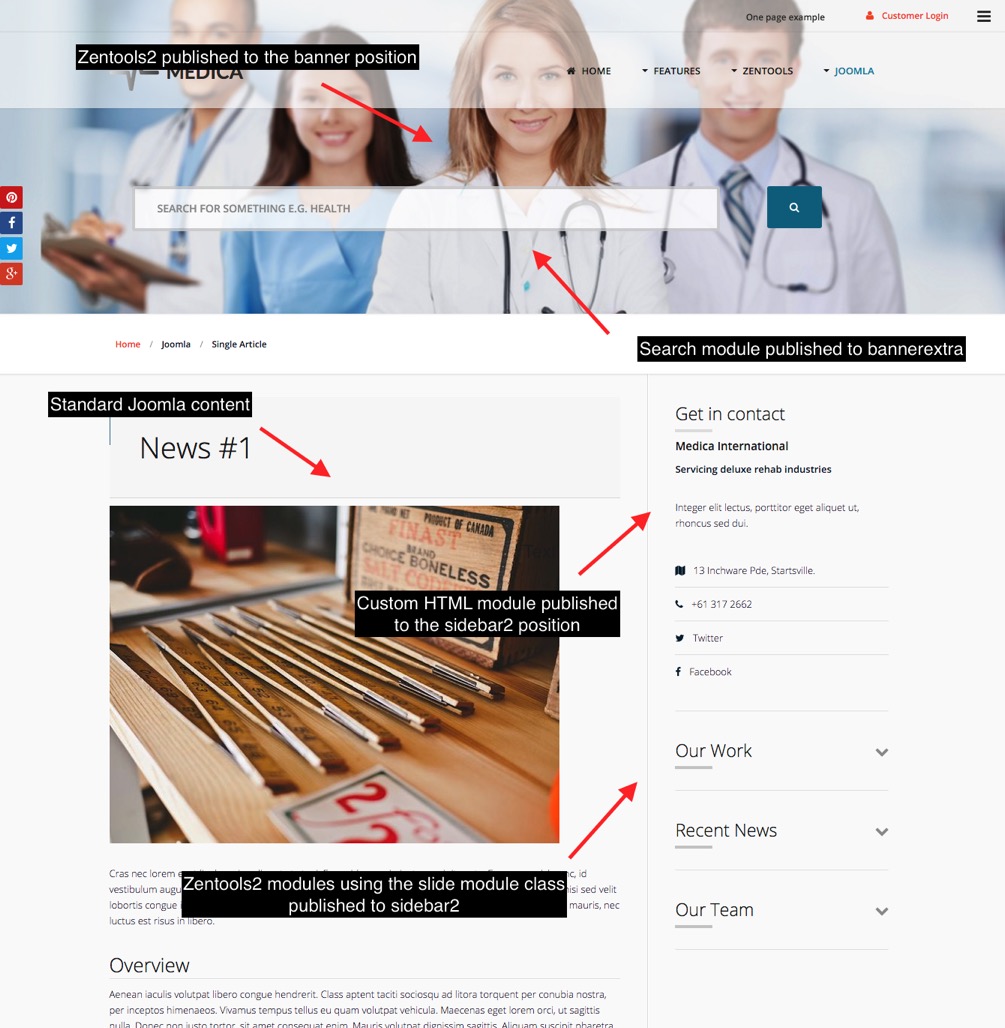 One page example
Customer Login
Zentools2 published to the banner position
MEDICA
HOME
FEATURES
ZENTOOLS
JOOMLA
SEARCH FOR SOMETHING E.G. HEALTH
Search module published to bannerextra
Home / Joomla / Single Article
Standard Joomla content
News #1
PRODUCT OF CANADA
FINAST
BRAND
CHOICE BONELESS
SALT
Custom HTML module published
to the sidebar2 position
Get in contact
Medica International
Servicing deluxe rehab industries
Integer elit lectus, porttitor eget aliquet ut,
rhoncus sed dui.
13 Inchware Pde, Startsville.
+61 317 2662
Twitter
Facebook
Our Work
Recent News
Our Team
Cras nec lorem
Zentools2 modules using the slide module class
published to sidebar2
id
vestibulum
nisi sed velit
lobortis congue
mauris, nec
luctus est risus in libero.
Overview
Aenean iaculis volutpat libero congue hendrerit. Class aptent taciti sociosqu ad litora torquent per conubia nostra,
per inceptos himenaeos. Vivamus tempus tellus eu quam volutpat vehicula. Maecenas eget lorem orci, ut sagittis
nulla. Donec non justo tortor, sit amet consequat enim. Mauris volutpat dignissim sagittis. Aliquam suscipit pharetra